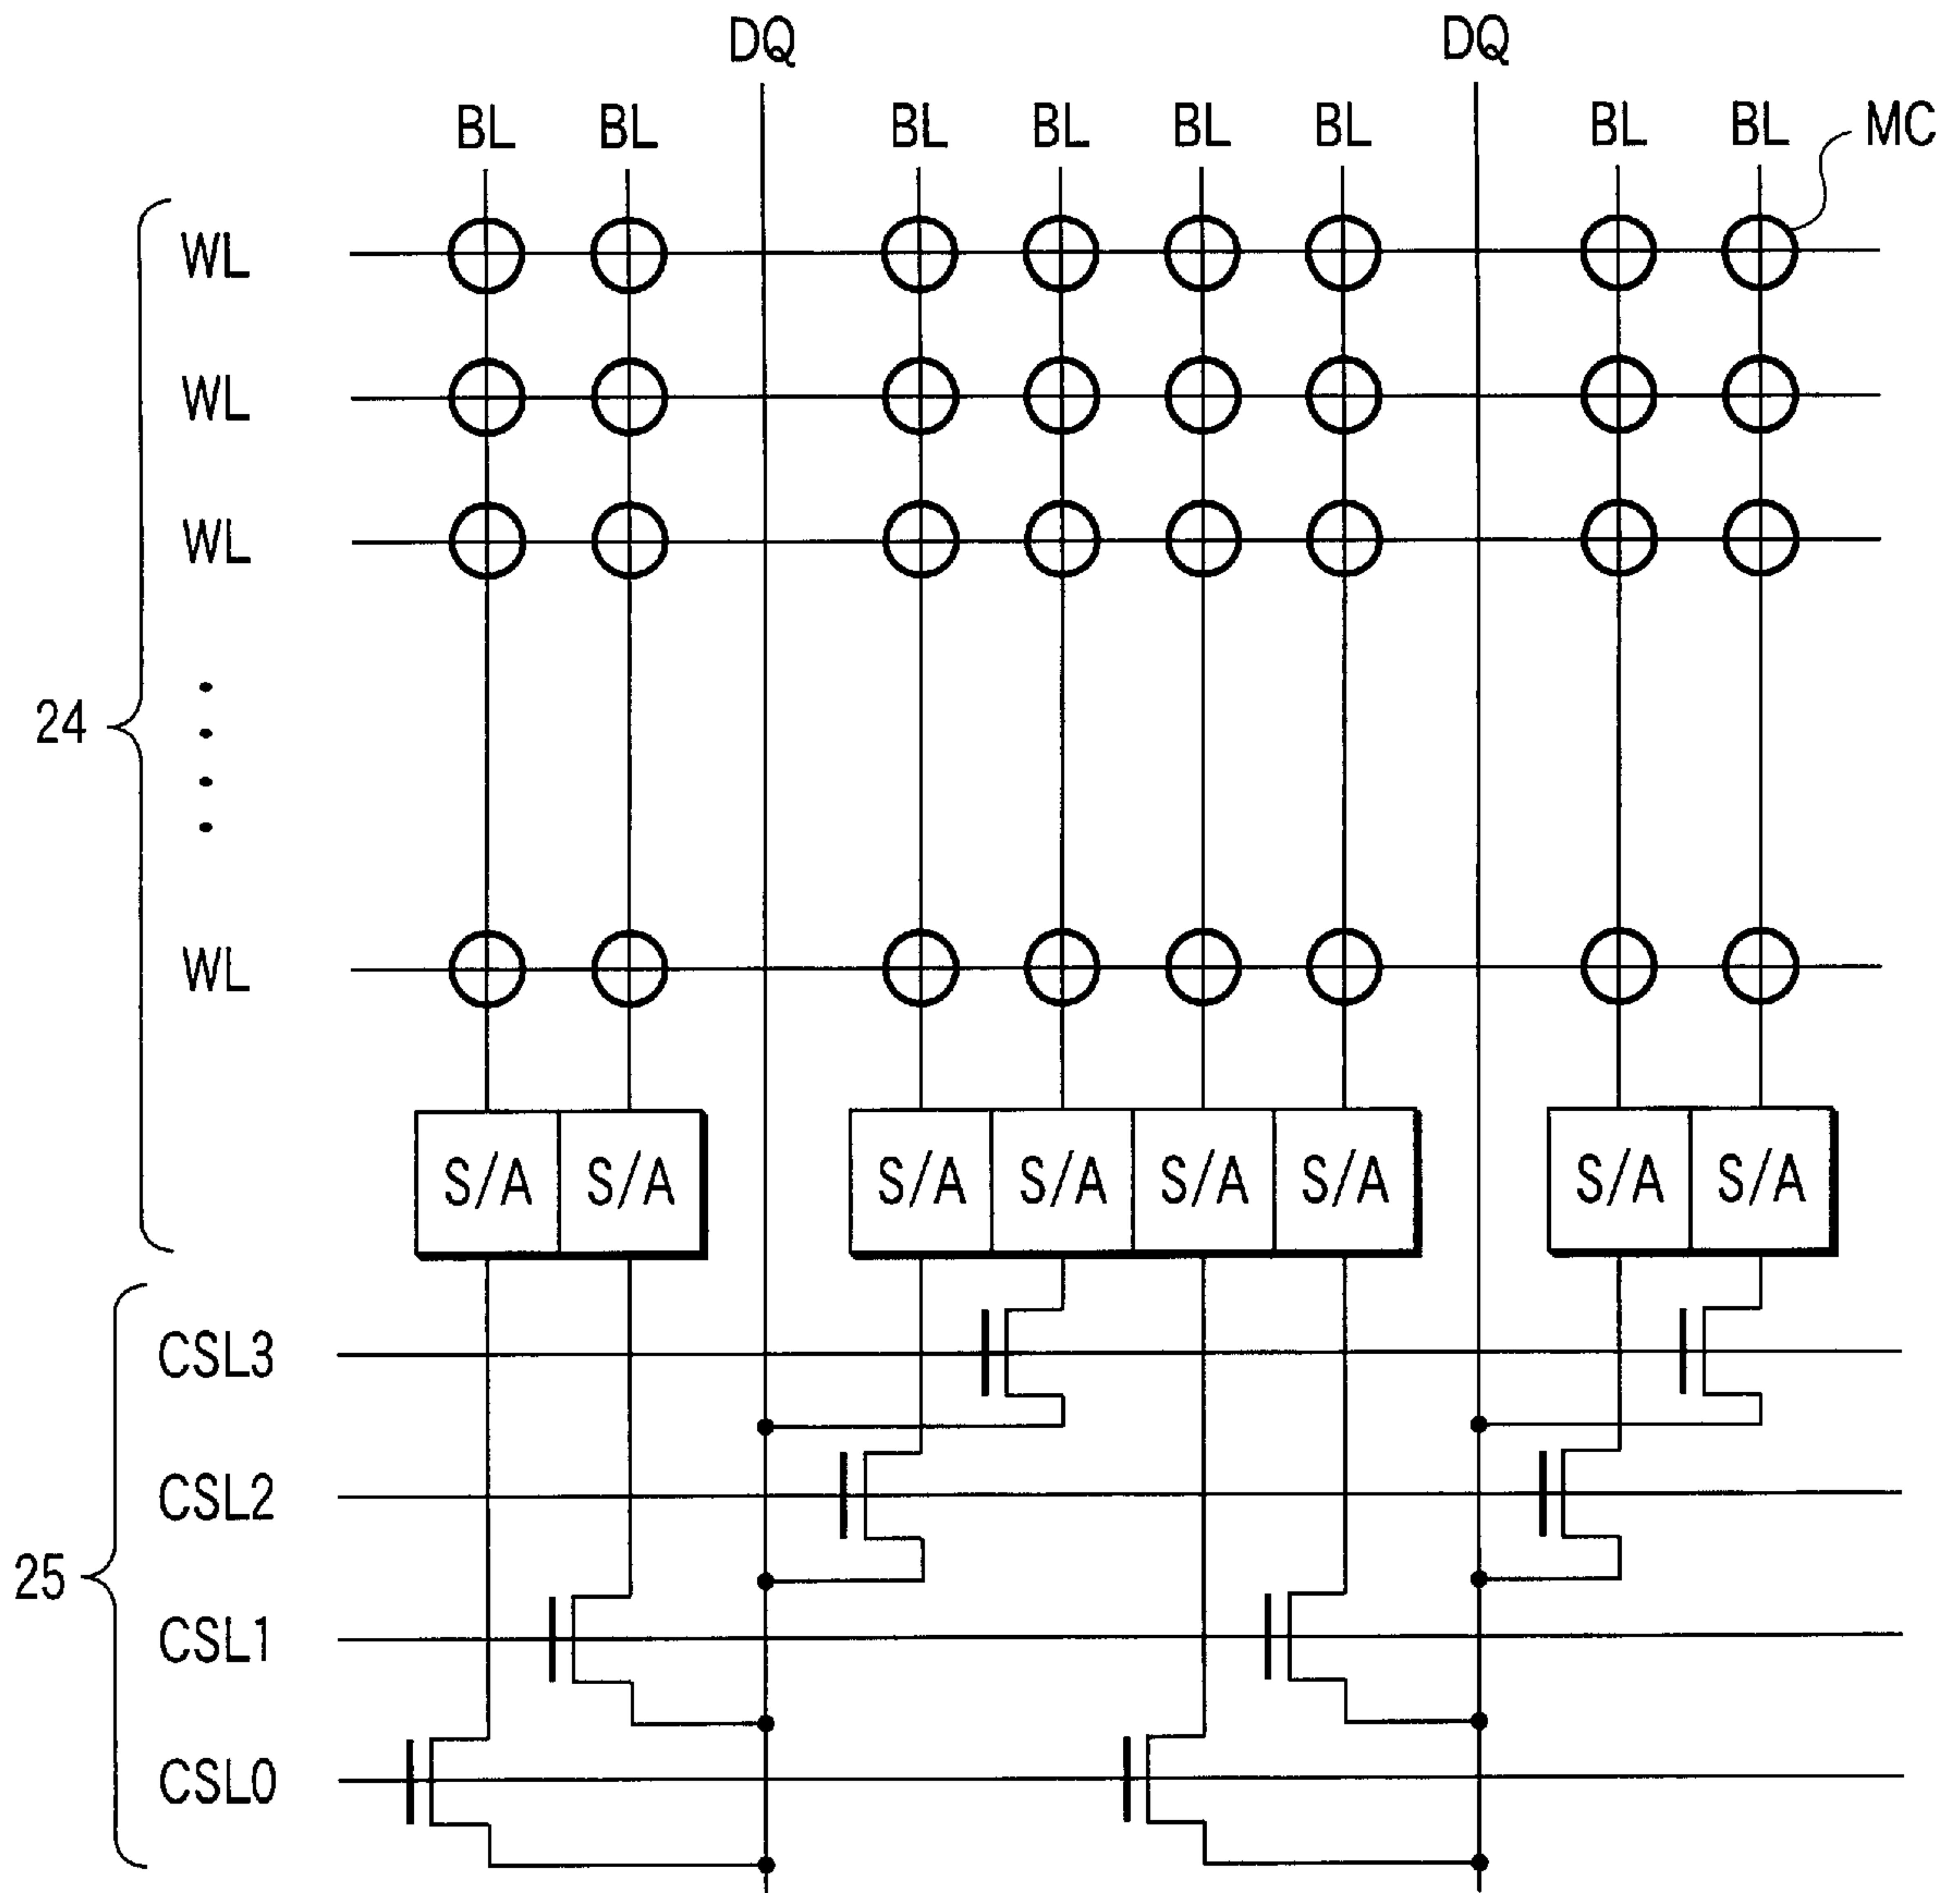 DQ DQ
BL BL BL BL BL BL BL BL MC
WL
WL
WL
24
WL
S/A S/A S/A S/A S/A S/A S/A S/A
CSL3
CSL2
25
CSL1
CSL0